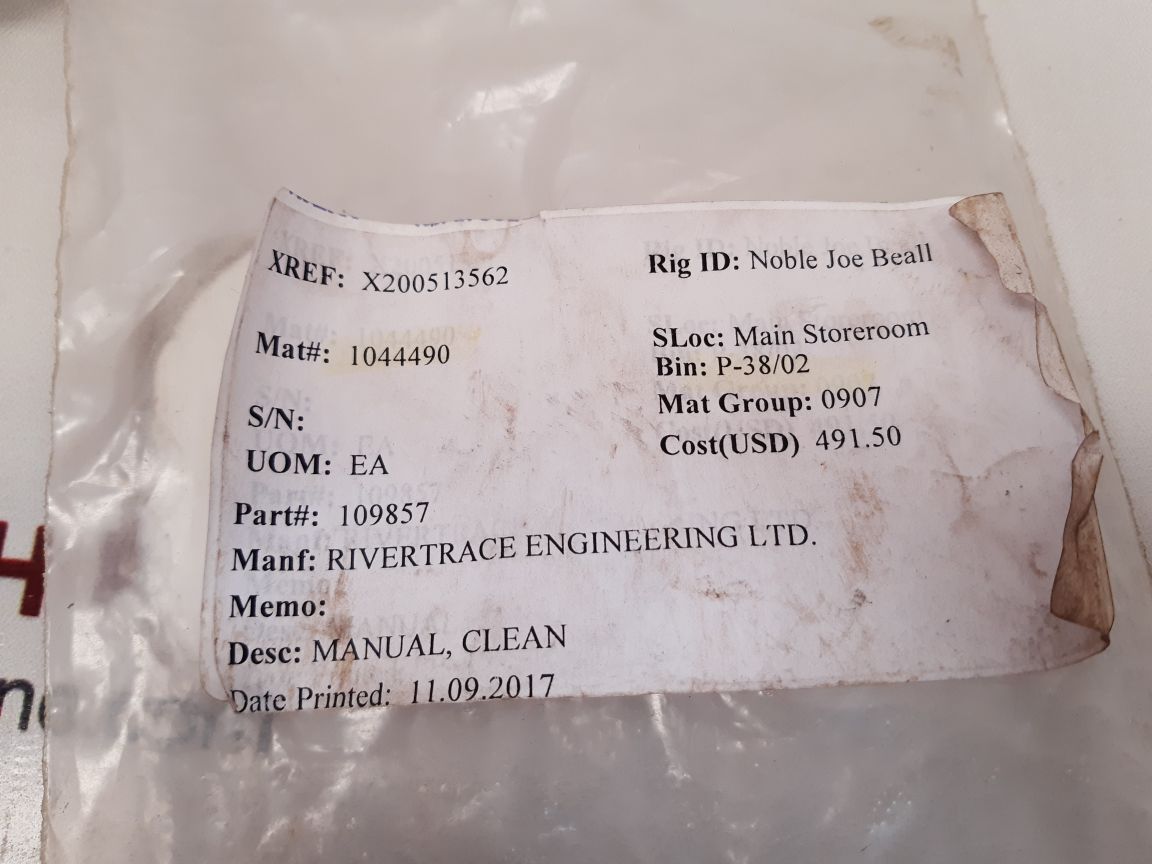 XREF: X200513562
Rig ID: Noble Joe Beall
Mat#: 1044490
SLoc: Main Storeroom
Bin: P-38/02
Mat Group: 0907
S/N:
Cost(USD) 491.50
UOM: EA
Part#: 109857
Manf: RIVERTRACE ENGINEERING LTD.
Memo:
Desc: MANUAL, CLEAN
Date Printed: 11.09.2017